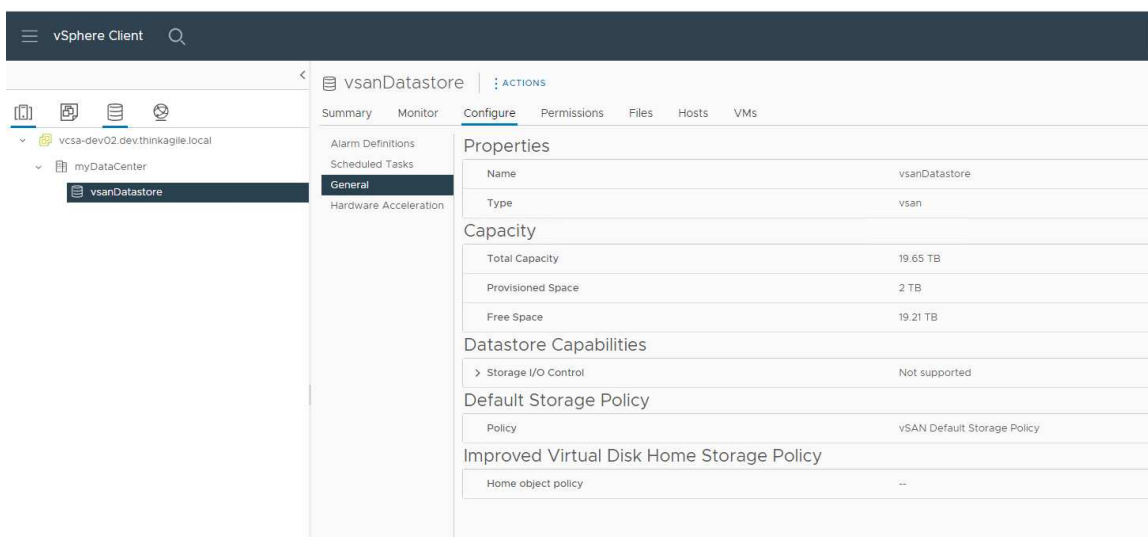 vSphere Client
vsanDatastore
ACTIONS
Summary Monitor Configure Permissions Files Hosts VMs
vcsa-dev02.dev.thinkagile.local
myDataCenter
vsanDatastore
Alarm Definitions
Scheduled Tasks
General
Hardware Acceleration
Properties
Name vsanDatastore
Type vsan
Capacity
Total Capacity 19.65 TB
Provisioned Space 2 TB
Free Space 19.21 TB
Datastore Capabilities
Storage I/O Control Not supported
Default Storage Policy
Policy vSAN Default Storage Policy
Improved Virtual Disk Home Storage Policy
Home object policy --